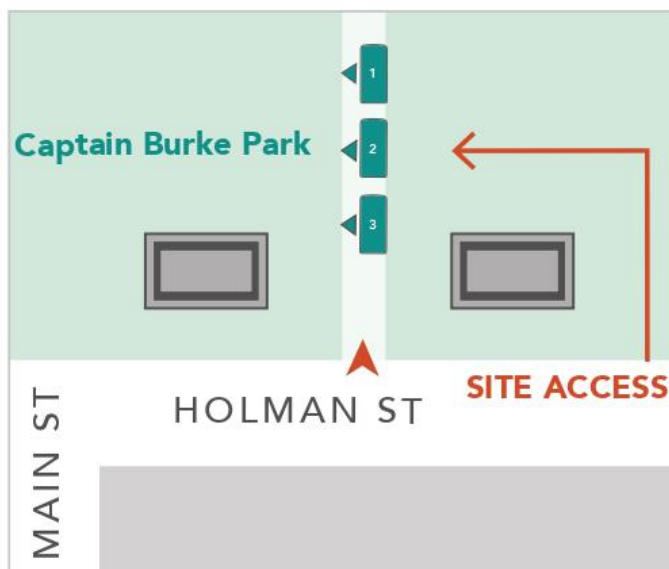 1
Captain Burke Park
2
3
SITE ACCESS
HOLMAN ST
MAIN ST